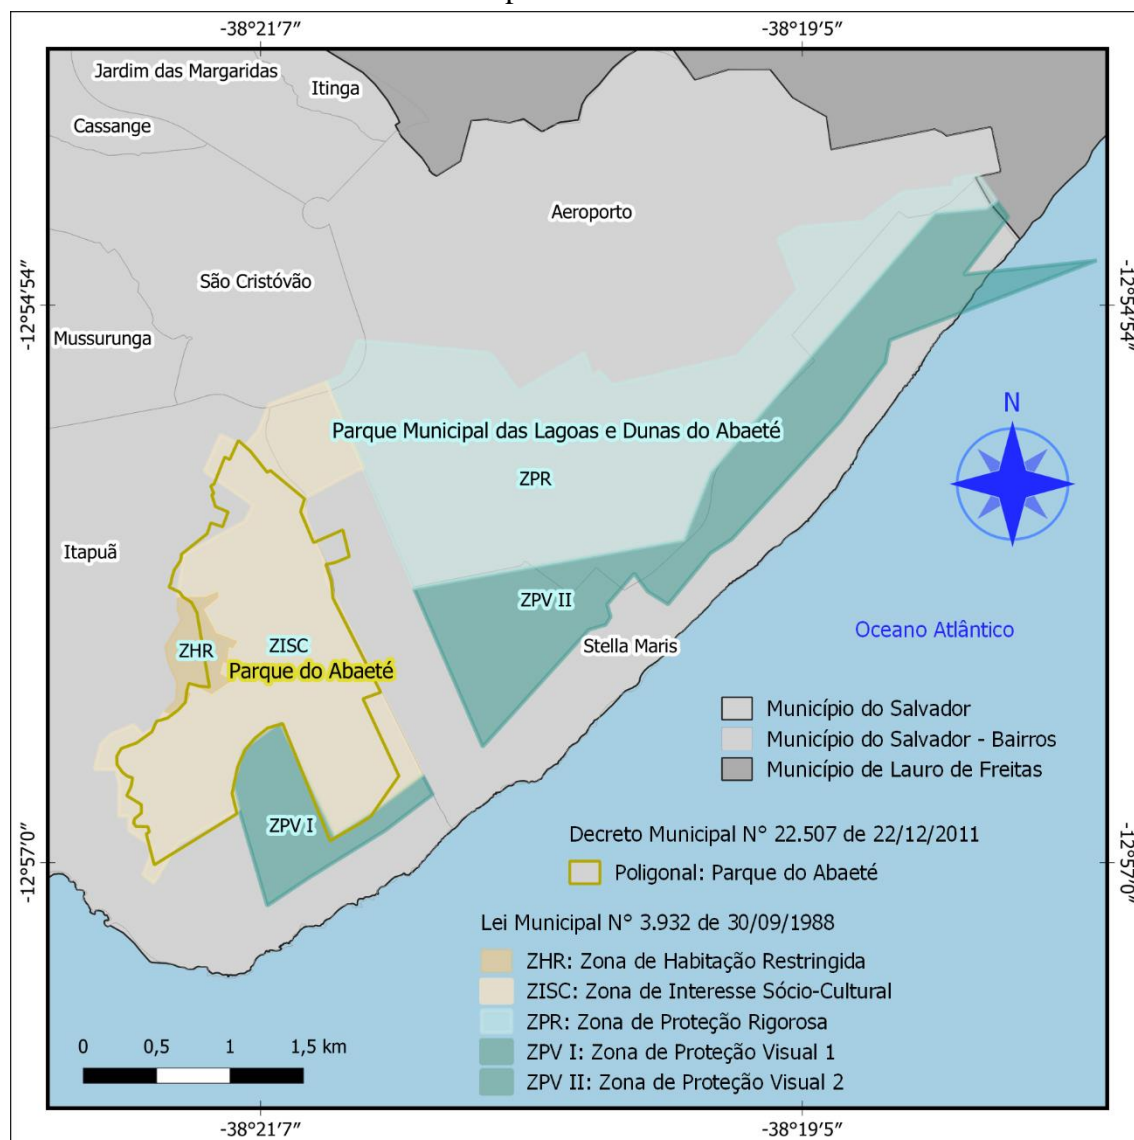 -38°21′7″
-38°19′5″
Jardim das Margaridas
Itinga
Cassange
Aeroporto
São Cristóvão
-12°54′54″
-12°54′54″
Mussurunga
Parque Municipal das Lagoas e Dunas do Abaeté
N
ZPR
Itapuã
ZPV II
Oceano Atlântico
Stella Maris
ZHR
ZISC
Parque do Abaeté
Município do Salvador
Município do Salvador - Bairros
Município de Lauro de Freitas
ZPV I
Decreto Municipal N° 22.507 de 22/12/2011
-12°57′0″
-12°57′0″
Poligonal: Parque do Abaeté
Lei Municipal N° 3.932 de 30/09/1988
ZHR: Zona de Habitação Restringida
ZISC: Zona de Interesse Sócio-Cultural
ZPR: Zona de Proteção Rigorosa
ZPV I: Zona de Proteção Visual 1
ZPV II: Zona de Proteção Visual 2
0 0,5 1 1,5 km
-38°21′7″
-38°19′5″